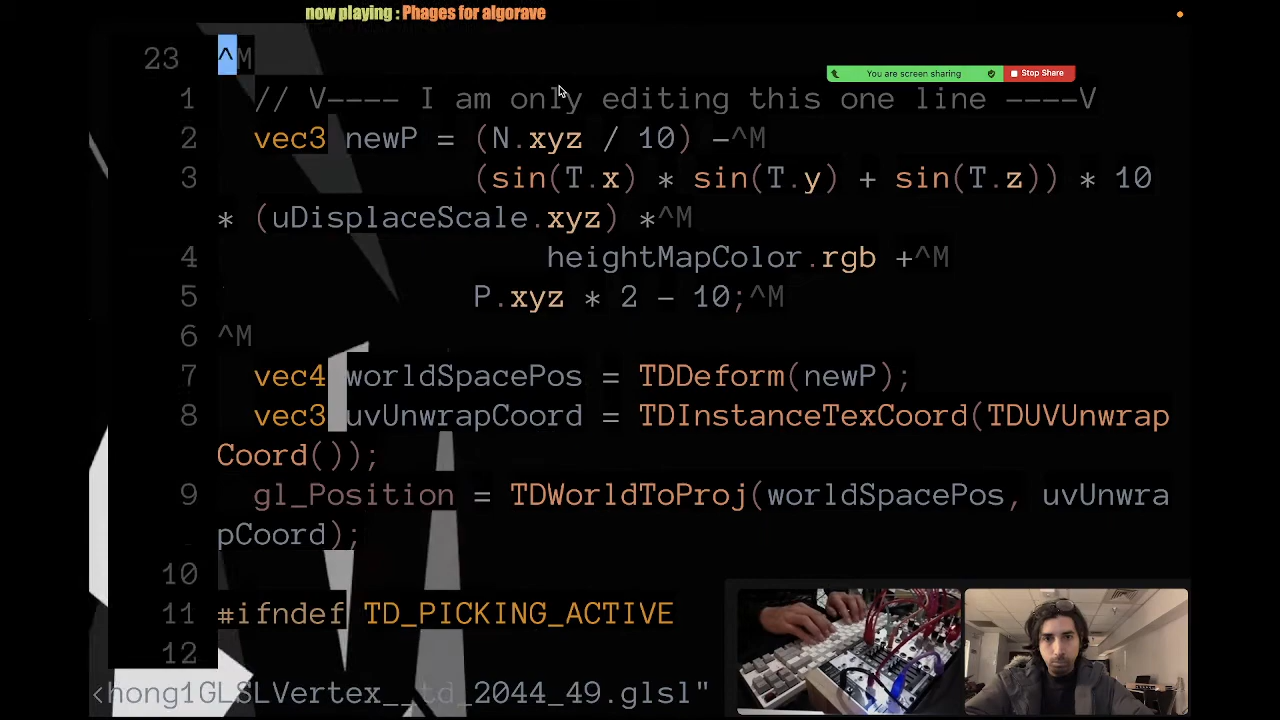 now playing : Phages for algorave
23 ^M
You are screen sharing Stop Share
1 // V---- I am only editing this one line ----V
2 vec3 newP = (N.xyz / 10) -^M
3 (sin(T.x) * sin(T.y) + sin(T.z)) * 10
* (uDisplaceScale.xyz) *^M
4 heightMapColor.rgb +^M
5 P.xyz * 2 - 10;^M
6 ^M
7 vec4 worldSpacePos = TDDeform(newP);
8 vec3 uvUnwrapCoord = TDInstanceTexCoord(TDUVUnwrap
Coord());
9 gl_Position = TDWorldToProj(worldSpacePos, uvUnwra
pCoord);
10
11 #ifndef TD_PICKING_ACTIVE
12
<hong1GLSLVertex__td_2044_49.glsl"